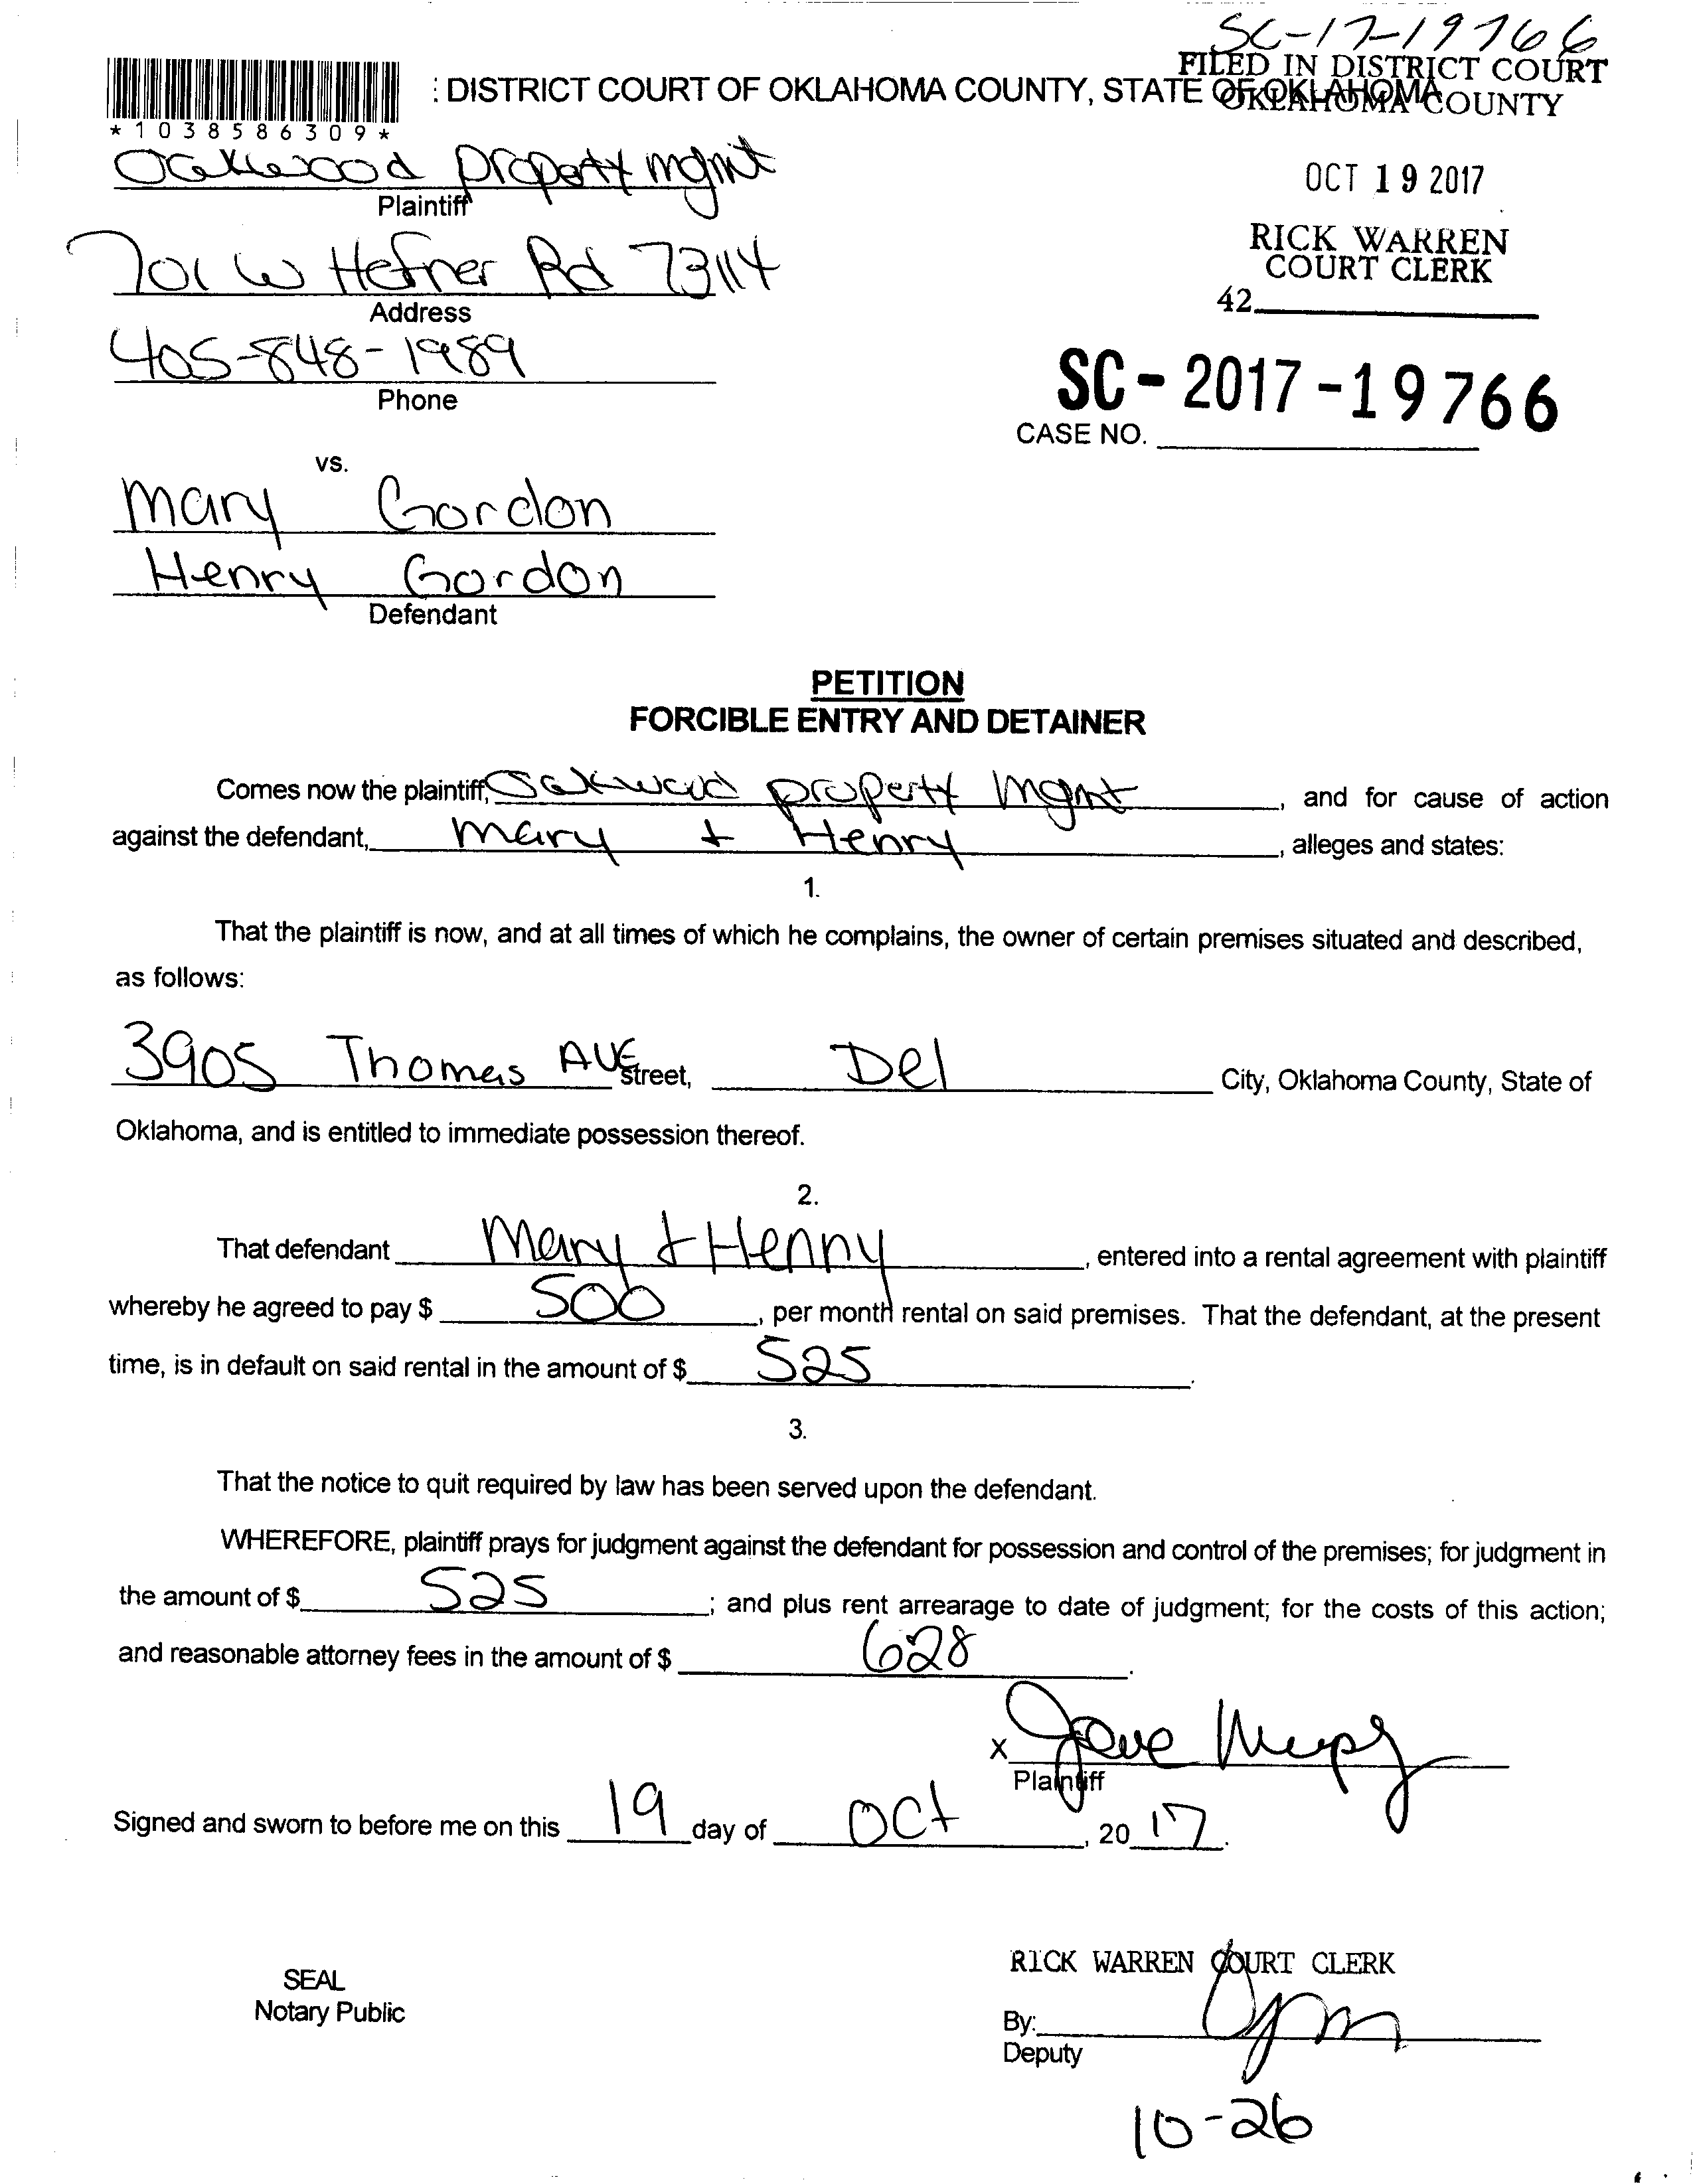 SC-17-19766
FILED IN DISTRICT COURT
OKLAHOMA COUNTY
: DISTRICT COURT OF OKLAHOMA COUNTY, STATE OF OKLAHOMA
*1038586309*
Oakwood property mgmt
Plaintiff
OCT 19 2017
701 W Hefner Rd 73114
Address
RICK WARREN
COURT CLERK
42
405-848-1989
Phone
SC-2017-19766
CASE NO.
vs.
Mary Gordon
Henry Gordon
Defendant
PETITION
FORCIBLE ENTRY AND DETAINER
Comes now the plaintiff, Oakwood property Mgmt, and for cause of action
against the defendant, Mary + Henry, alleges and states:
1.
That the plaintiff is now, and at all times of which he complains, the owner of certain premises situated and described,
as follows:
3905 Thomas AVE Street, Del City, Oklahoma County, State of
Oklahoma, and is entitled to immediate possession thereof.
2.
That defendant Mary + Henry, entered into a rental agreement with plaintiff
whereby he agreed to pay $ 500, per month rental on said premises. That the defendant, at the present
time, is in default on said rental in the amount of $ 525.
3.
That the notice to quit required by law has been served upon the defendant.
WHEREFORE, plaintiff prays for judgment against the defendant for possession and control of the premises; for judgment in
the amount of $ 525; and plus rent arrearage to date of judgment; for the costs of this action;
and reasonable attorney fees in the amount of $ 628.
X
Plaintiff
Signed and sworn to before me on this 19 day of Oct, 2017.
RICK WARREN COURT CLERK
SEAL
Notary Public
By:
Deputy
10-26